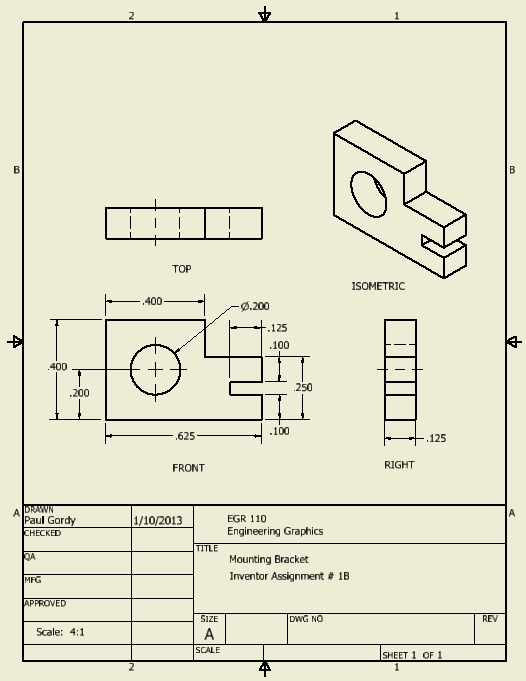 2
1
B
B
TOP
ISOMETRIC
.400
Ø.200
.125
.100
.400
.200
.250
.100
.625
.125
FRONT
RIGHT
A
A
DRAWN
Paul Gordy
1/10/2013
CHECKED
QA
MFG
APPROVED
Scale: 4:1
EGR 110
Engineering Graphics
TITLE
Mounting Bracket
Inventor Assignment # 1B
SIZE
A
DWG NO
REV
SCALE
SHEET 1 OF 1
2
1